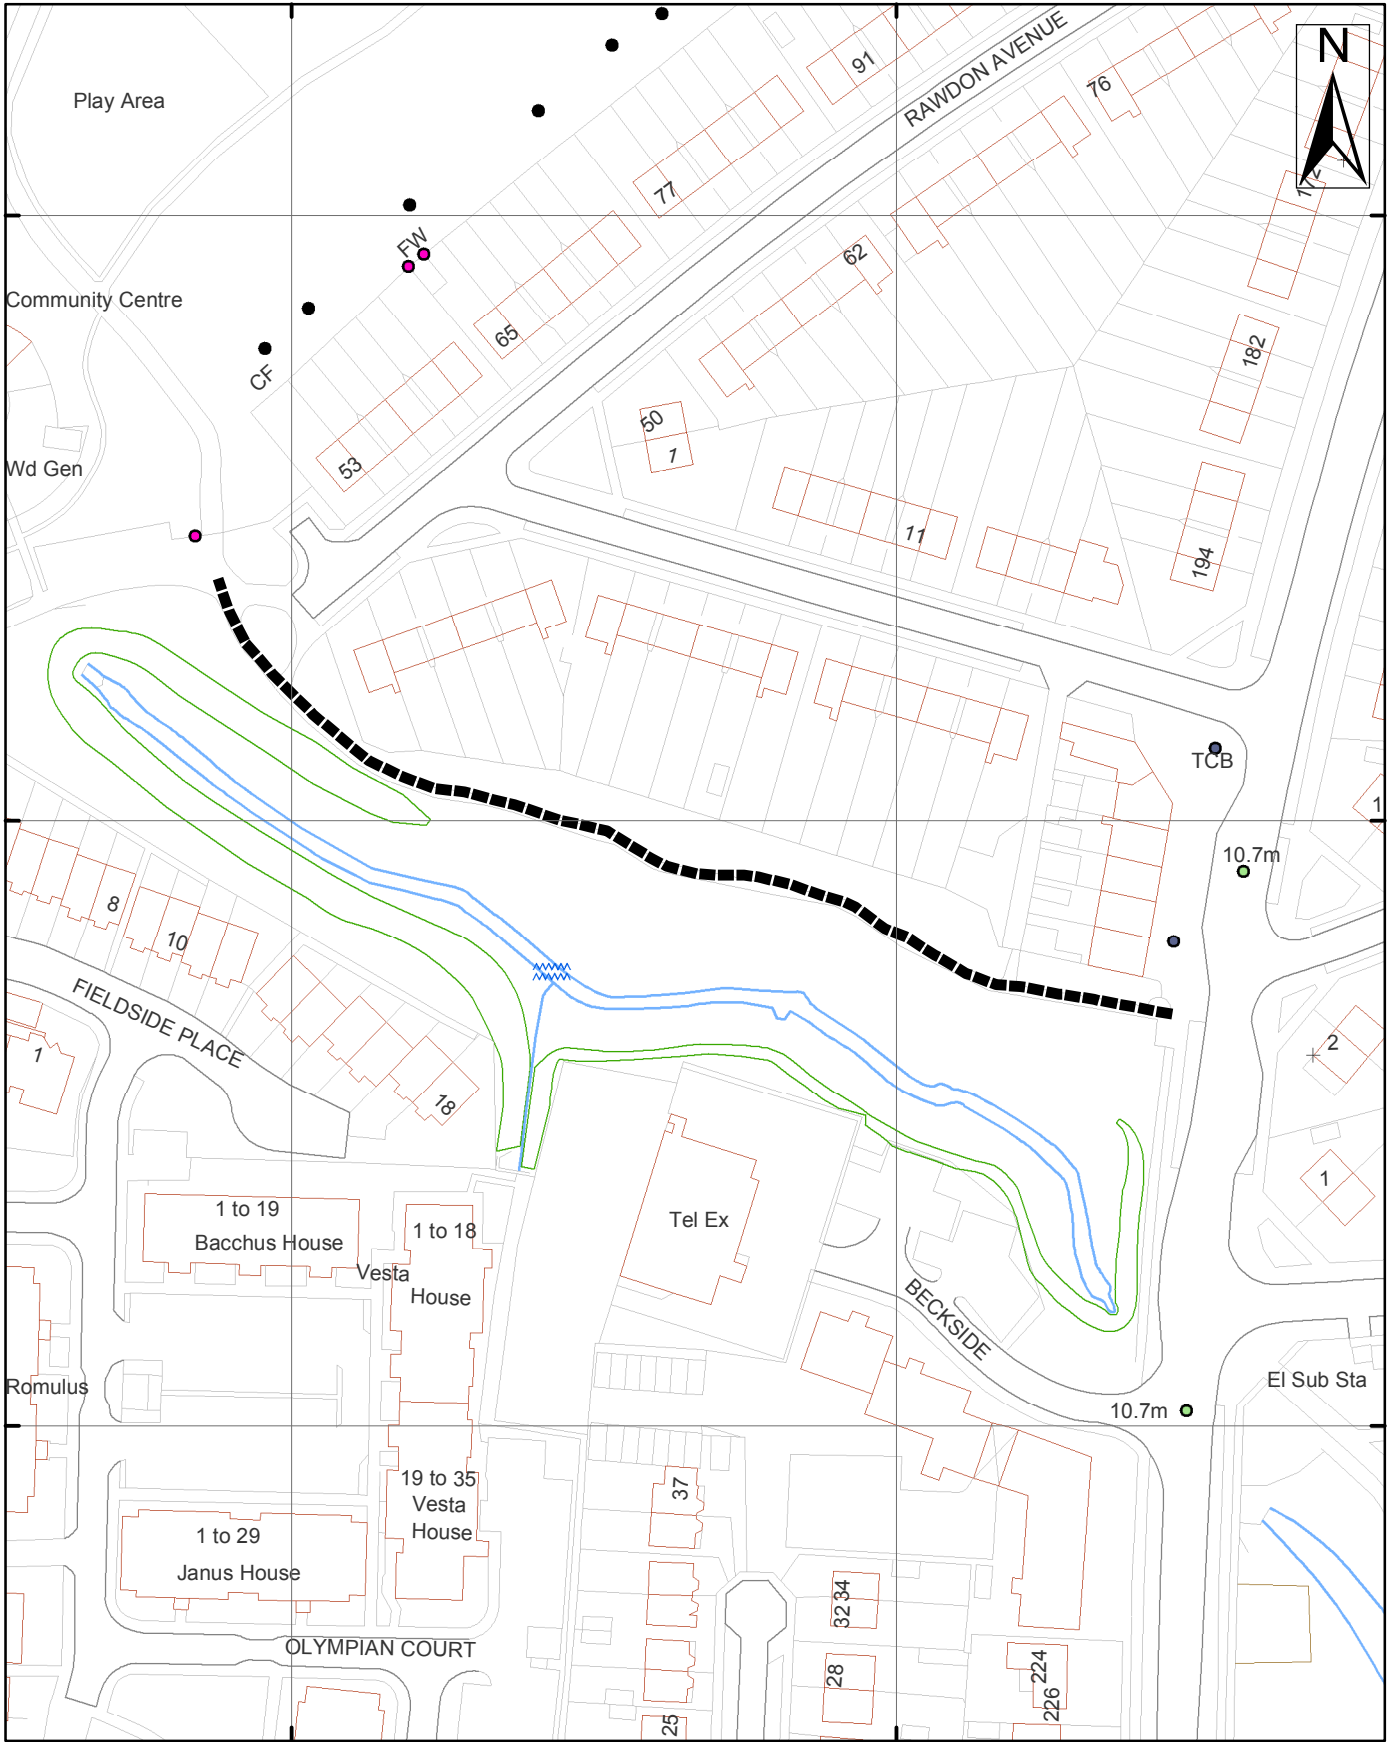 N
RAWDON AVENUE
91
76
Play Area
172
77
FW
62
Community Centre
65
182
CF
50
1
53
Wd Gen
11
194
TCB
1
10.7m
8
10
FIELDSIDE PLACE
1
2
18
1
1 to 19
Bacchus House
1 to 18
Vesta
House
Tel Ex
BECKSIDE
Romulus
El Sub Sta
10.7m
19 to 35
Vesta
House
37
1 to 29
Janus House
32 34
OLYMPIAN COURT
28
224
226
25